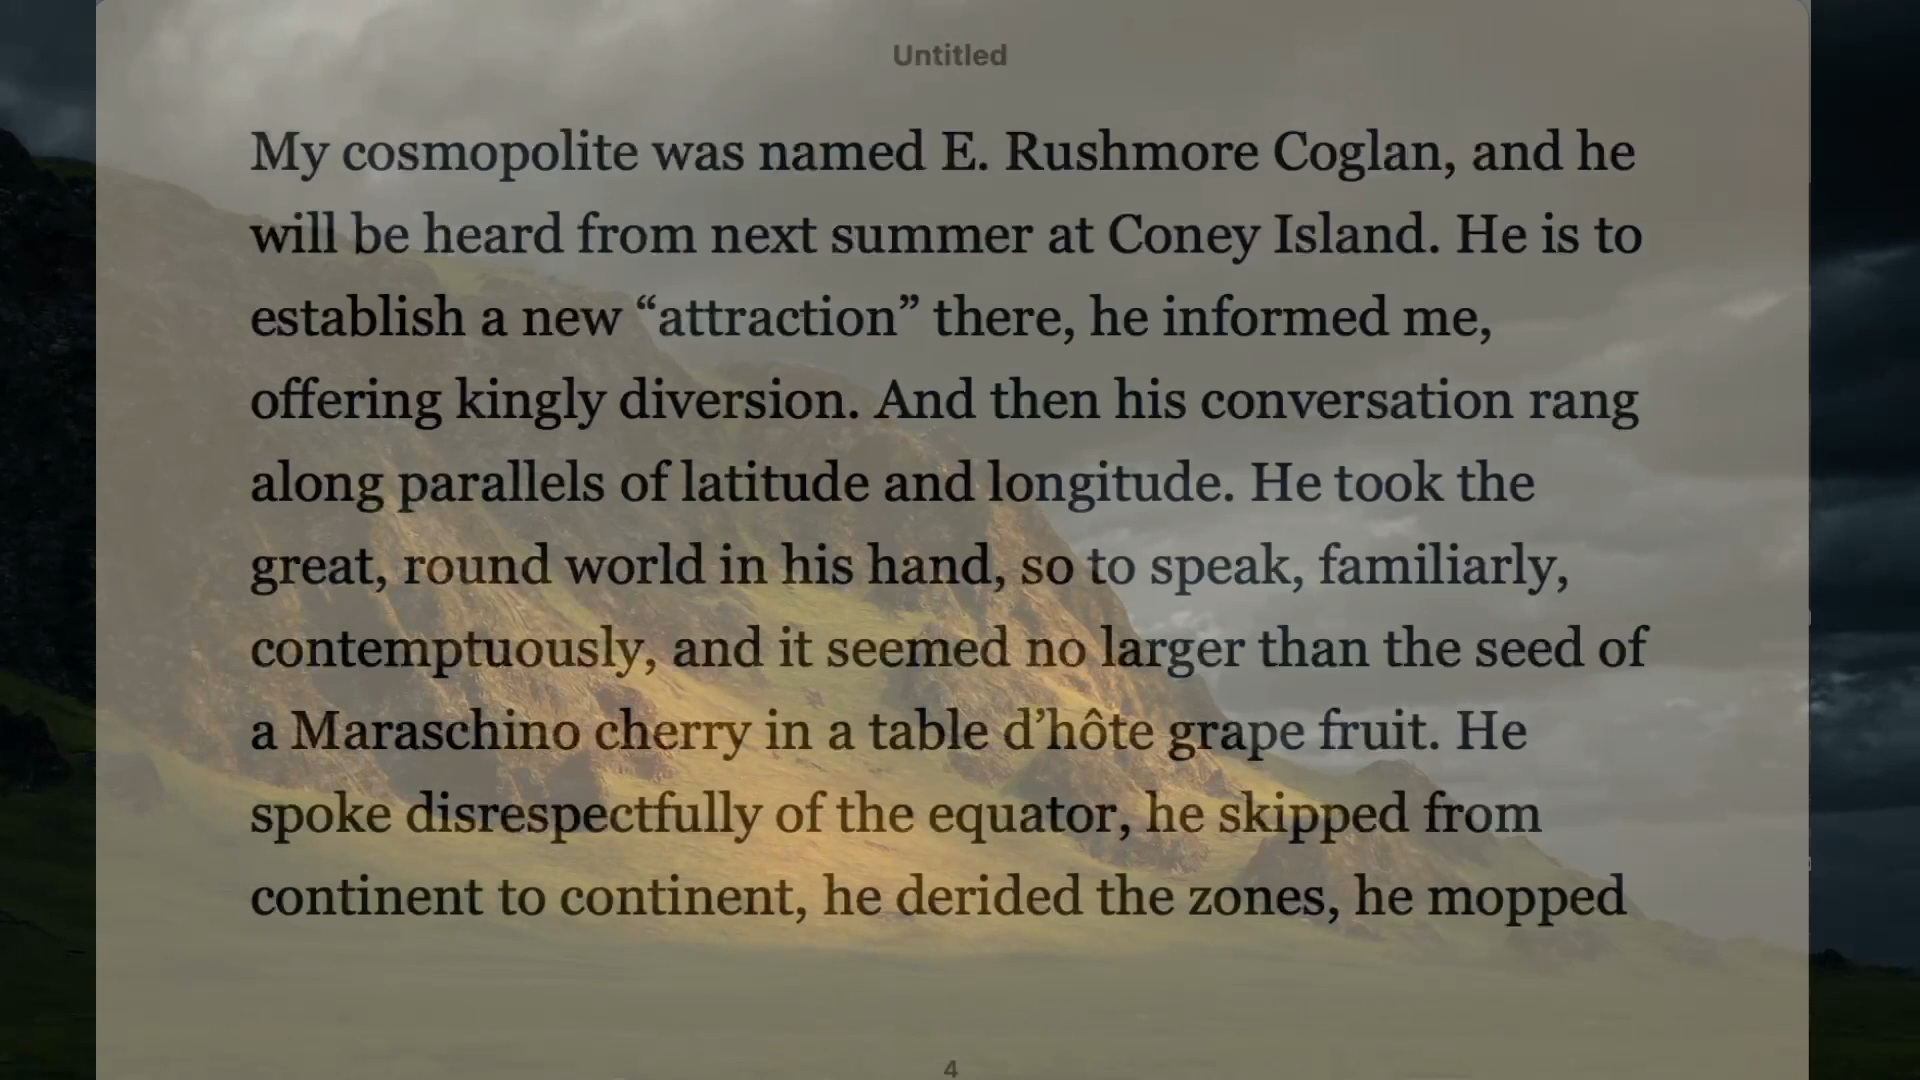 Untitled
My cosmopolite was named E. Rushmore Coglan, and he
will be heard from next summer at Coney Island. He is to
establish a new “attraction” there, he informed me,
offering kingly diversion. And then his conversation rang
along parallels of latitude and longitude. He took the
great, round world in his hand, so to speak, familiarly,
contemptuously, and it seemed no larger than the seed of
a Maraschino cherry in a table d’hôte grape fruit. He
spoke disrespectfully of the equator, he skipped from
continent to continent, he derided the zones, he mopped
4